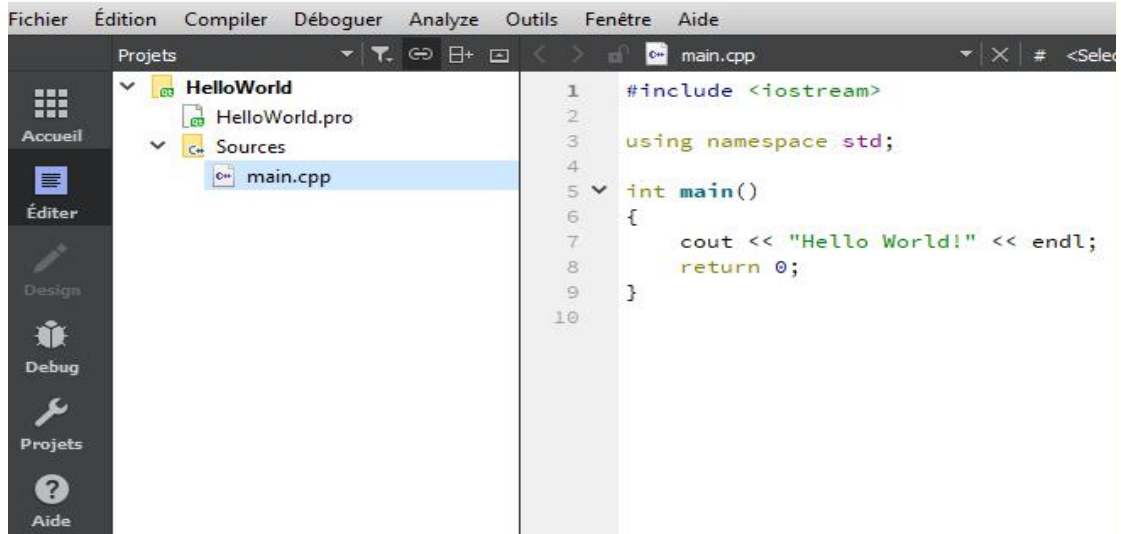 Fichier Édition Compiler Déboguer Analyze Outils Fenêtre Aide
Projets
main.cpp # <Selec
Accueil
Éditer
Design
Debug
Projets
Aide
HelloWorld
HelloWorld.pro
Sources
main.cpp
1 #include <iostream>
2
3 using namespace std;
4
5 int main()
6 {
7 cout << "Hello World!" << endl;
8 return 0;
9 }
10